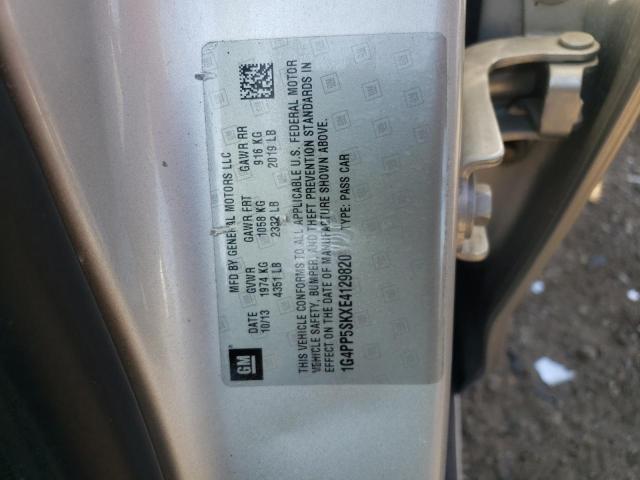 MFD BY GENERAL MOTORS LLC
DATE GVWR GAWR FRT GAWR RR
10/13 1974 KG 1058 KG 916 KG
4351 LB 2332 LB 2019 LB
THIS VEHICLE CONFORMS TO ALL APPLICABLE U.S. FEDERAL MOTOR
VEHICLE SAFETY, BUMPER, AND THEFT PREVENTION STANDARDS IN
EFFECT ON THE DATE OF MANUFACTURE SHOWN ABOVE.
1G4PP5SKXE4129820 TYPE: PASS CAR
GM